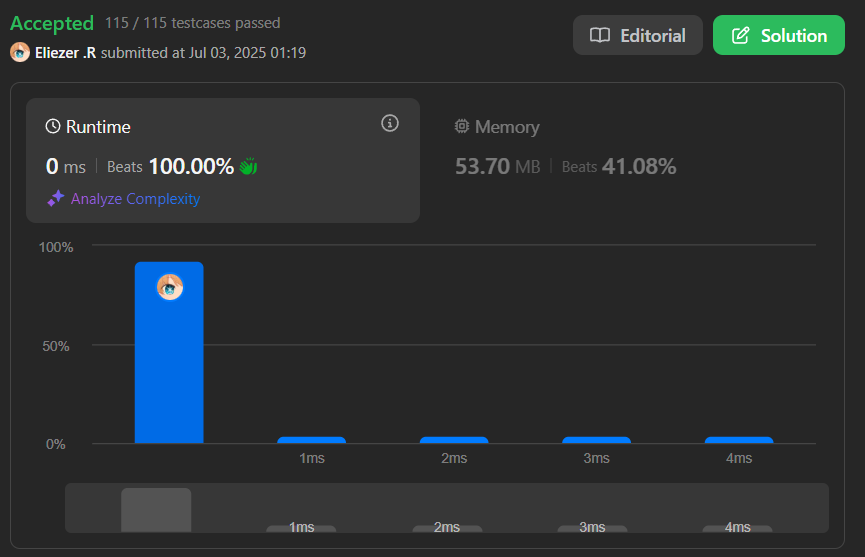 Accepted 115 / 115 testcases passed
Eliezer .R submitted at Jul 03, 2025 01:19
Editorial
Solution
Runtime
0 ms | Beats 100.00%
Analyze Complexity
Memory
53.70 MB | Beats 41.08%
100%
50%
0%
1ms 2ms 3ms 4ms
1ms 2ms 3ms 4ms